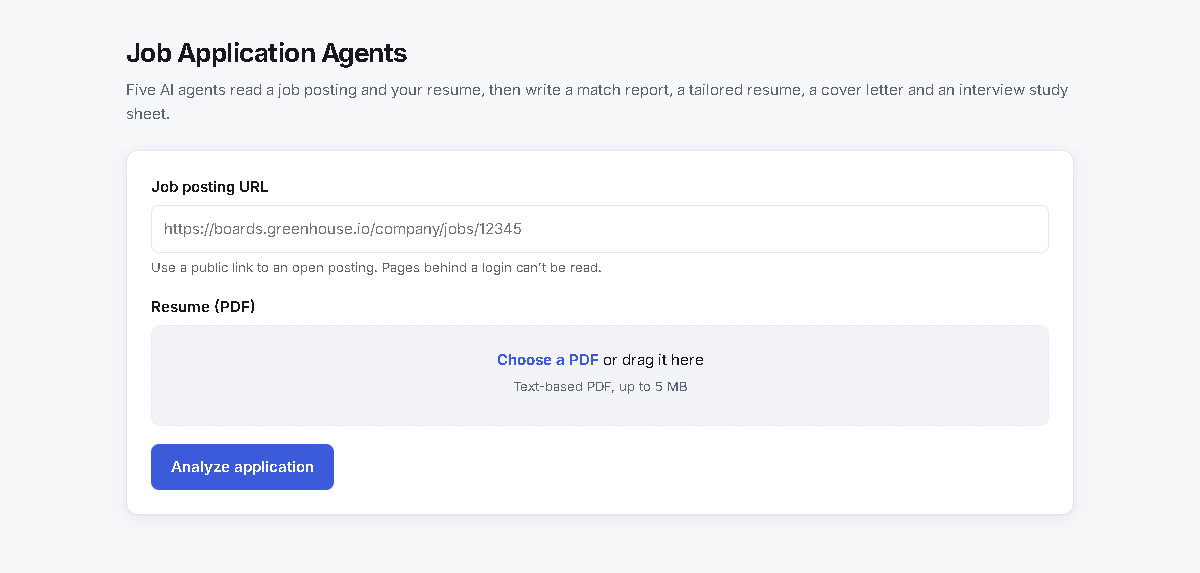 Job Application Agents
Five AI agents read a job posting and your resume, then write a match report, a tailored resume, a cover letter and an interview study
sheet.
Job posting URL
https://boards.greenhouse.io/company/jobs/12345
Use a public link to an open posting. Pages behind a login can't be read.
Resume (PDF)
Choose a PDF or drag it here
Text-based PDF, up to 5 MB
Analyze application